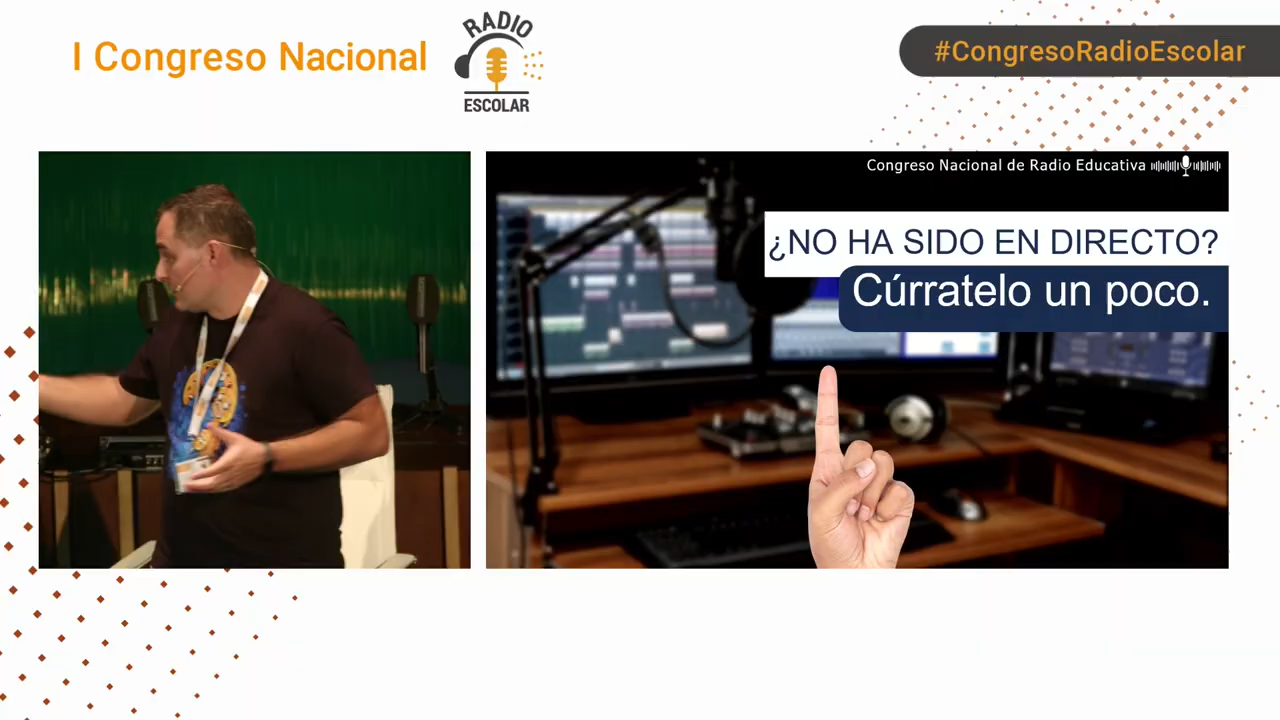 I Congreso Nacional
RADIO
ESCOLAR
#CongresoRadioEscolar
Congreso Nacional de Radio Educativa
¿NO HA SIDO EN DIRECTO?
Cúrratelo un poco.